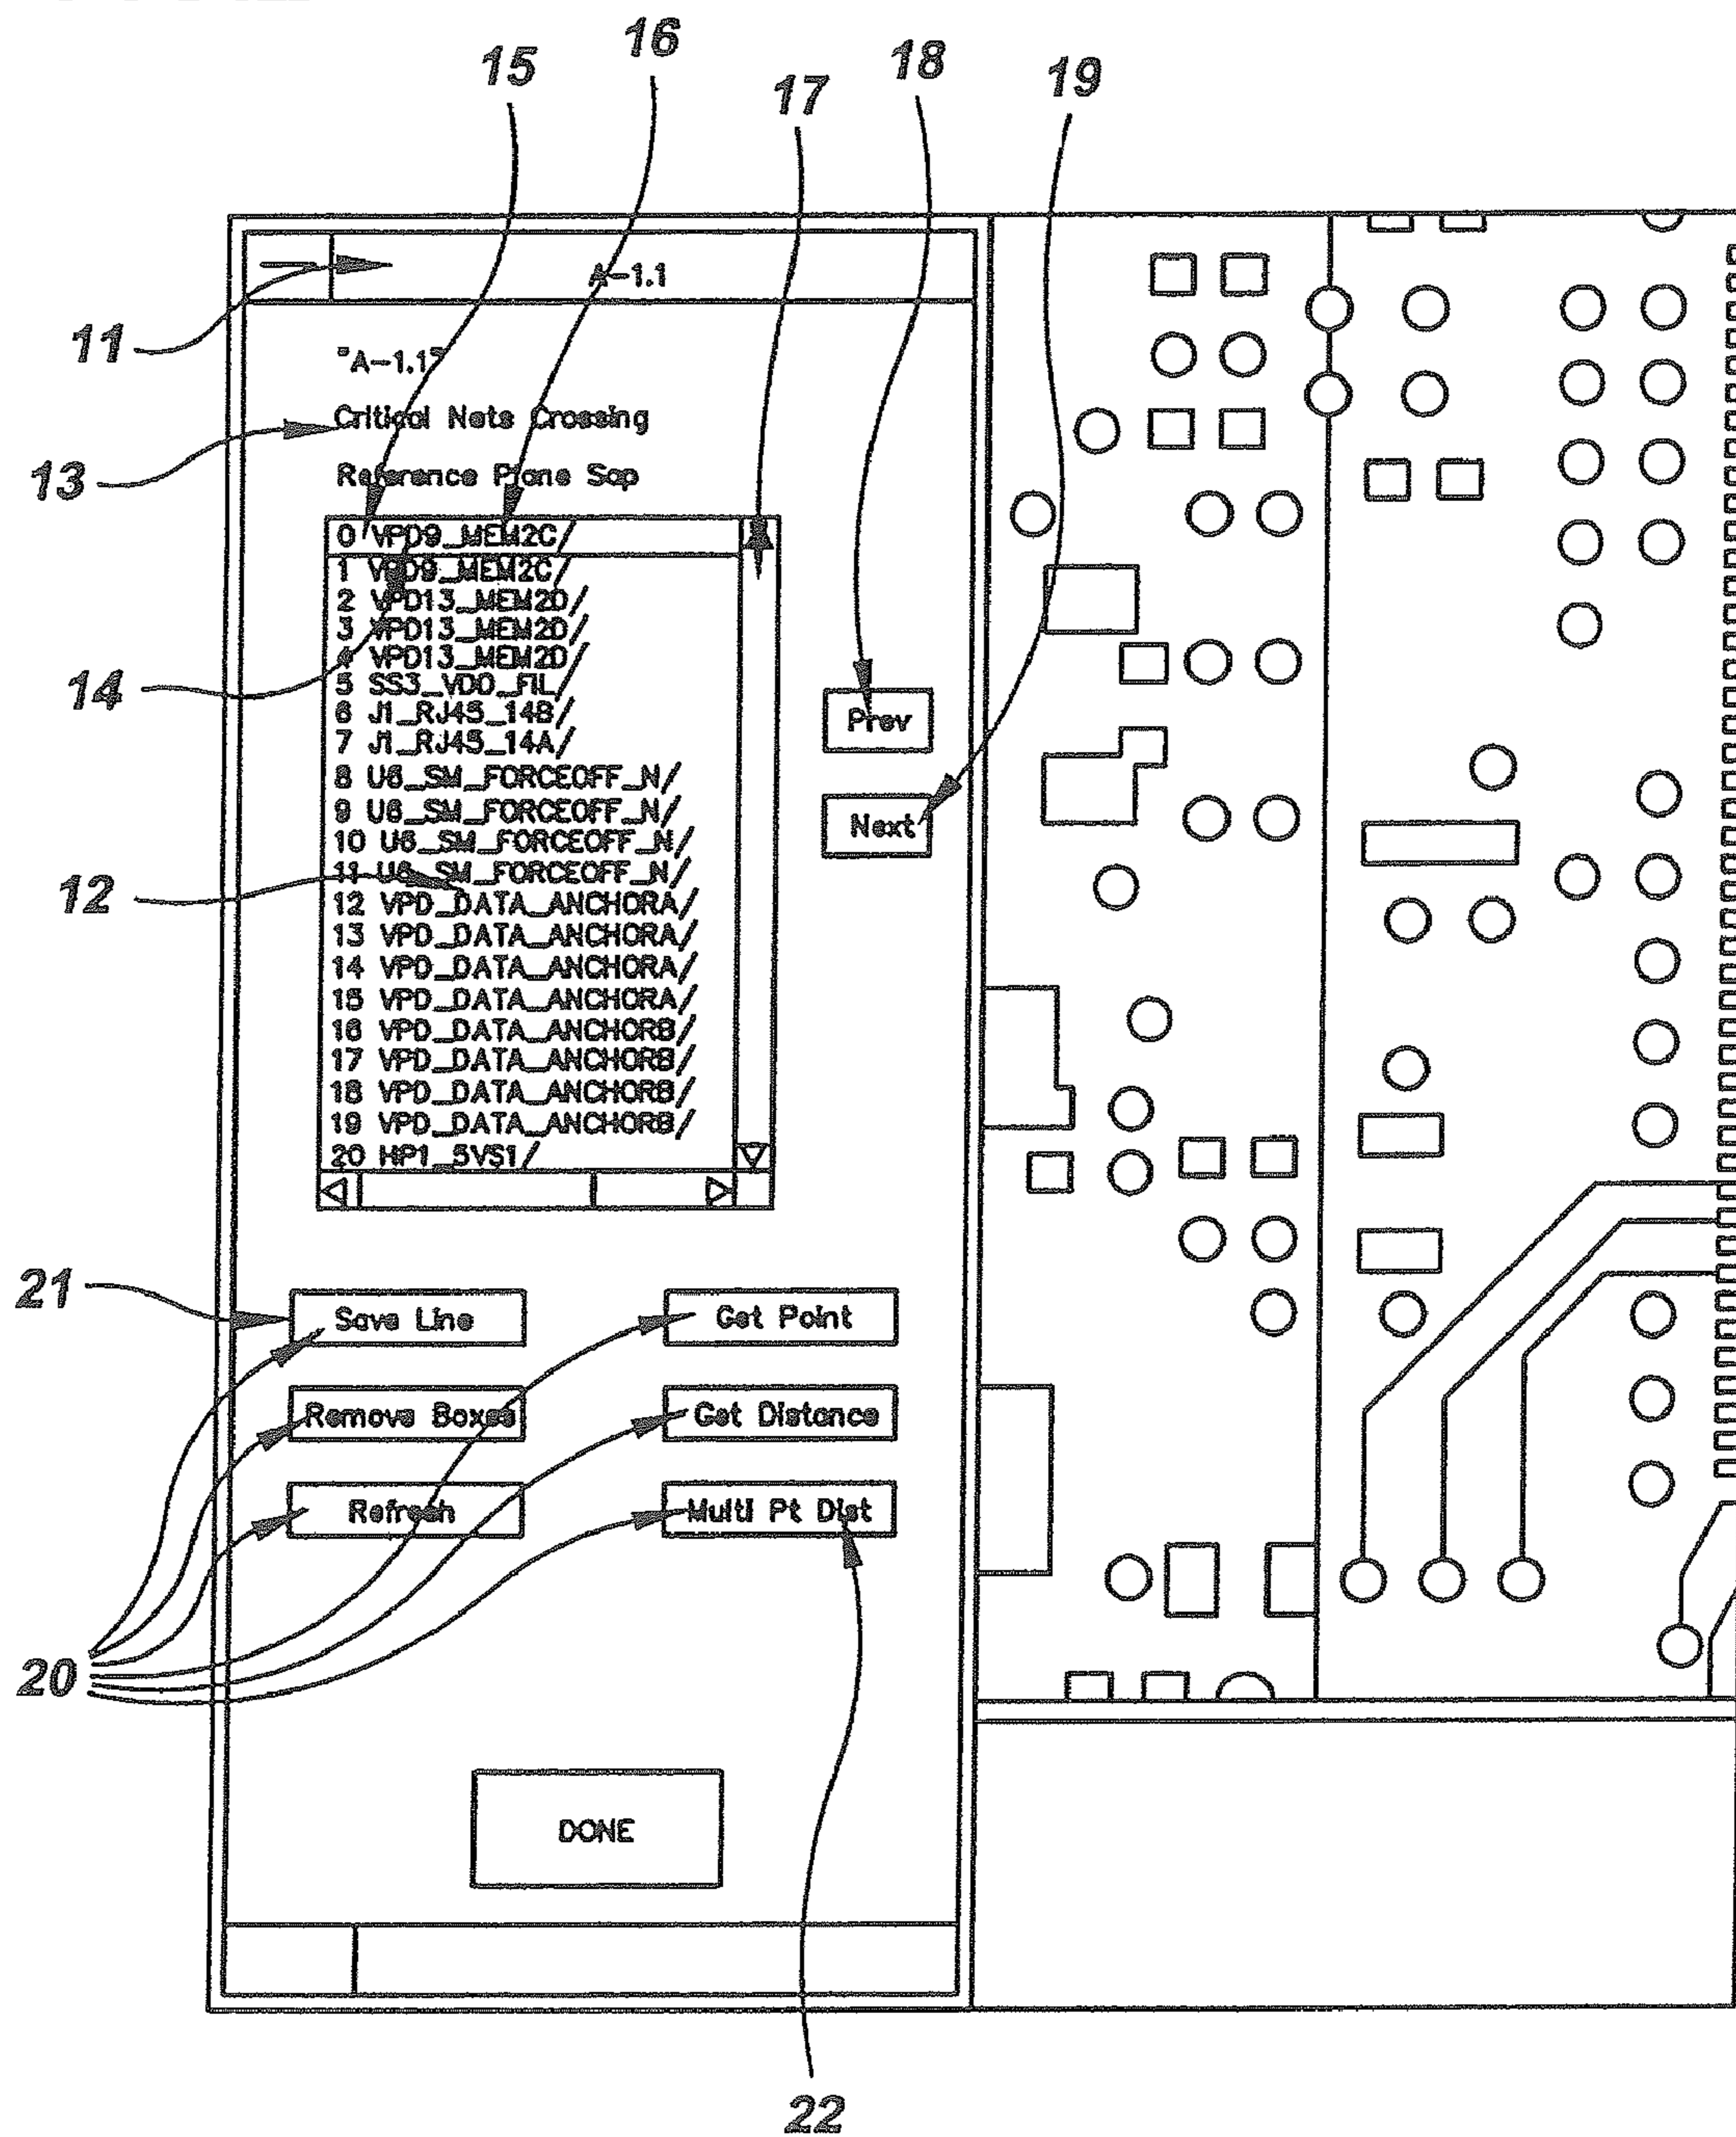 15
16
17
18
19
11
A-1.1
"A-1.1"
13
Critical Nets Crossing
Reference Plane Sap
0 VPD9_MEM2C/
1 VPD9_MEM2C/
2 VPD13_MEM2D/
3 VPD13_MEM2D/
4 VPD13_MEM2D/
14
5 SS3_VDO_FIL/
6 J1_RJ45_14B/
7 J1_RJ45_14A/
Prev
8 U6_SM_FORCEOFF_N/
9 U6_SM_FORCEOFF_N/
Next
10 U6_SM_FORCEOFF_N/
11 U6_SM_FORCEOFF_N/
12
12 VPD_DATA_ANCHORA/
13 VPD_DATA_ANCHORA/
14 VPD_DATA_ANCHORA/
15 VPD_DATA_ANCHORA/
16 VPD_DATA_ANCHORB/
17 VPD_DATA_ANCHORB/
18 VPD_DATA_ANCHORB/
19 VPD_DATA_ANCHORB/
20 HP1_5VS1/
21
Save Line
Get Point
Remove Boxes
Get Distance
Refresh
Multi Pt Dist
20
DONE
22